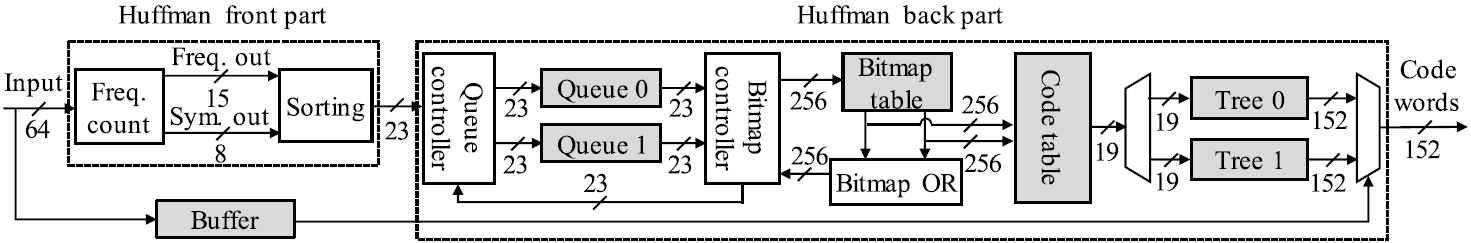 Huffman front part
Huffman back part
Input
64
Freq.
count
Freq. out
15
Sym. out
8
Sorting
23
Queue
controller
23
23
Queue 0
Queue 1
23
23
Bitmap
controller
23
256
256
Bitmap
table
Bitmap OR
256
256
Code table
19
19
19
Tree 0
Tree 1
152
152
Code
words
152
Buffer